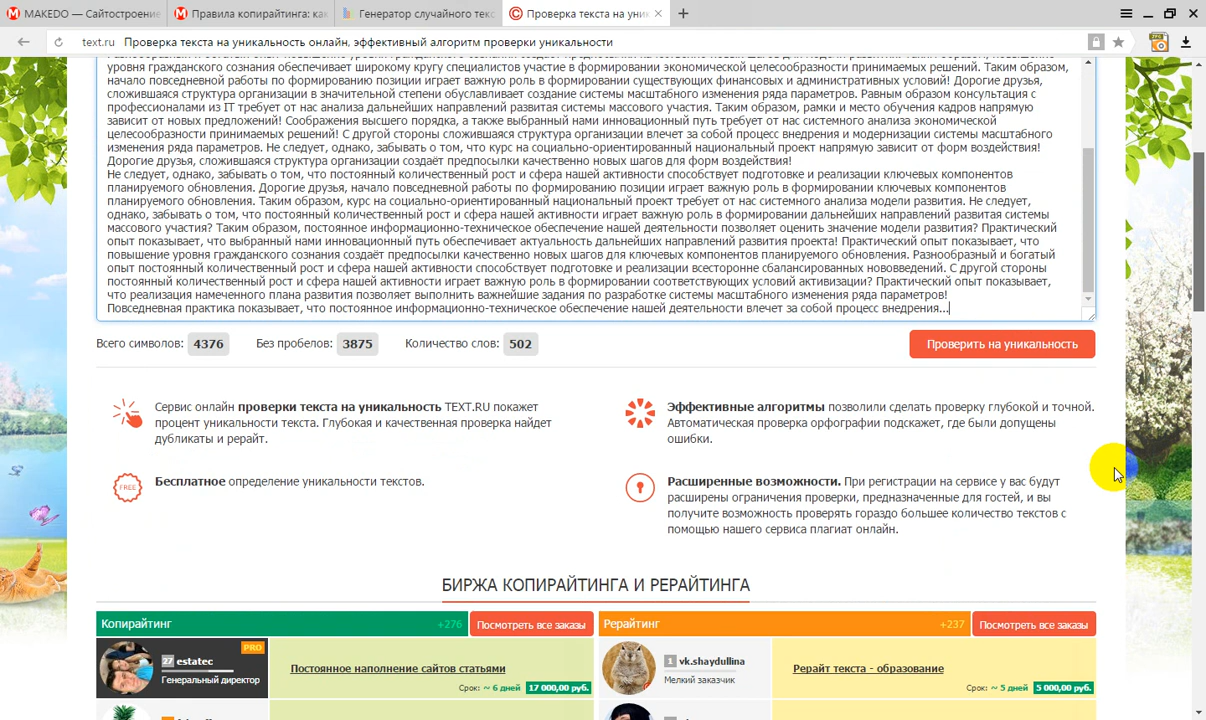 MAKEDO — Сайтостроение
Правила копирайтинга: как
Генератор случайного текс
Проверка текста на уник
text.ru Проверка текста на уникальность онлайн, эффективный алгоритм проверки уникальности
уровня гражданского сознания обеспечивает широкому кругу специалистов участие в формировании экономической целесообразности принимаемых решений. Таким образом,
начало повседневной работы по формированию позиции играет важную роль в формировании существующих финансовых и административных условий! Дорогие друзья,
сложившаяся структура организации в значительной степени обуславливает создание системы масштабного изменения ряда параметров. Равным образом консультация с
профессионалами из IT требует от нас анализа дальнейших направлений развитая системы массового участия. Таким образом, рамки и место обучения кадров напрямую
зависит от новых предложений! Соображения высшего порядка, а также выбранный нами инновационный путь требует от нас системного анализа экономической
целесообразности принимаемых решений! С другой стороны сложившаяся структура организации влечет за собой процесс внедрения и модернизации системы масштабного
изменения ряда параметров. Не следует, однако, забывать о том, что курс на социально-ориентированный национальный проект напрямую зависит от форм воздействия!
Дорогие друзья, сложившаяся структура организации создаёт предпосылки качественно новых шагов для форм воздействия!
Не следует, однако, забывать о том, что постоянный количественный рост и сфера нашей активности способствует подготовке и реализации ключевых компонентов
планируемого обновления. Дорогие друзья, начало повседневной работы по формированию позиции играет важную роль в формировании ключевых компонентов
планируемого обновления. Таким образом, курс на социально-ориентированный национальный проект требует от нас системного анализа модели развития. Не следует,
однако, забывать о том, что постоянный количественный рост и сфера нашей активности играет важную роль в формировании дальнейших направлений развитая системы
массового участия? Таким образом, постоянное информационно-техническое обеспечение нашей деятельности позволяет оценить значение модели развития? Практический
опыт показывает, что выбранный нами инновационный путь обеспечивает актуальность дальнейших направлений развития проекта! Практический опыт показывает, что
повышение уровня гражданского сознания создаёт предпосылки качественно новых шагов для ключевых компонентов планируемого обновления. Разнообразный и богатый
опыт постоянный количественный рост и сфера нашей активности способствует подготовке и реализации всесторонне сбалансированных нововведений. С другой стороны
постоянный количественный рост и сфера нашей активности играет важную роль в формировании соответствующих условий активизации? Практический опыт показывает,
что реализация намеченного плана развития позволяет выполнить важнейшие задания по разработке системы масштабного изменения ряда параметров!
Повседневная практика показывает, что постоянное информационно-техническое обеспечение нашей деятельности влечет за собой процесс внедрения...
Всего символов: 4376 Без пробелов: 3875 Количество слов: 502
Проверить на уникальность
Сервис онлайн проверки текста на уникальность TEXT.RU покажет
процент уникальности текста. Глубокая и качественная проверка найдет
дубликаты и рерайт.
Эффективные алгоритмы позволили сделать проверку глубокой и точной.
Автоматическая проверка орфографии подскажет, где были допущены
ошибки.
FREE
Бесплатное определение уникальности текстов.
Расширенные возможности. При регистрации на сервисе у вас будут
расширены ограничения проверки, предназначенные для гостей, и вы
получите возможность проверять гораздо большее количество текстов с
помощью нашего сервиса плагиат онлайн.
БИРЖА КОПИРАЙТИНГА И РЕРАЙТИНГА
Копирайтинг +276 Посмотреть все заказы
Рерайтинг +237 Посмотреть все заказы
PRO
27 estatec
Генеральный директор
Постоянное наполнение сайтов статьями
Срок: ~ 6 дней 17 000,00 руб.
1 vk.shaydullina
Мелкий заказчик
Рерайт текста - образование
Срок: ~ 5 дней 5 000,00 руб.